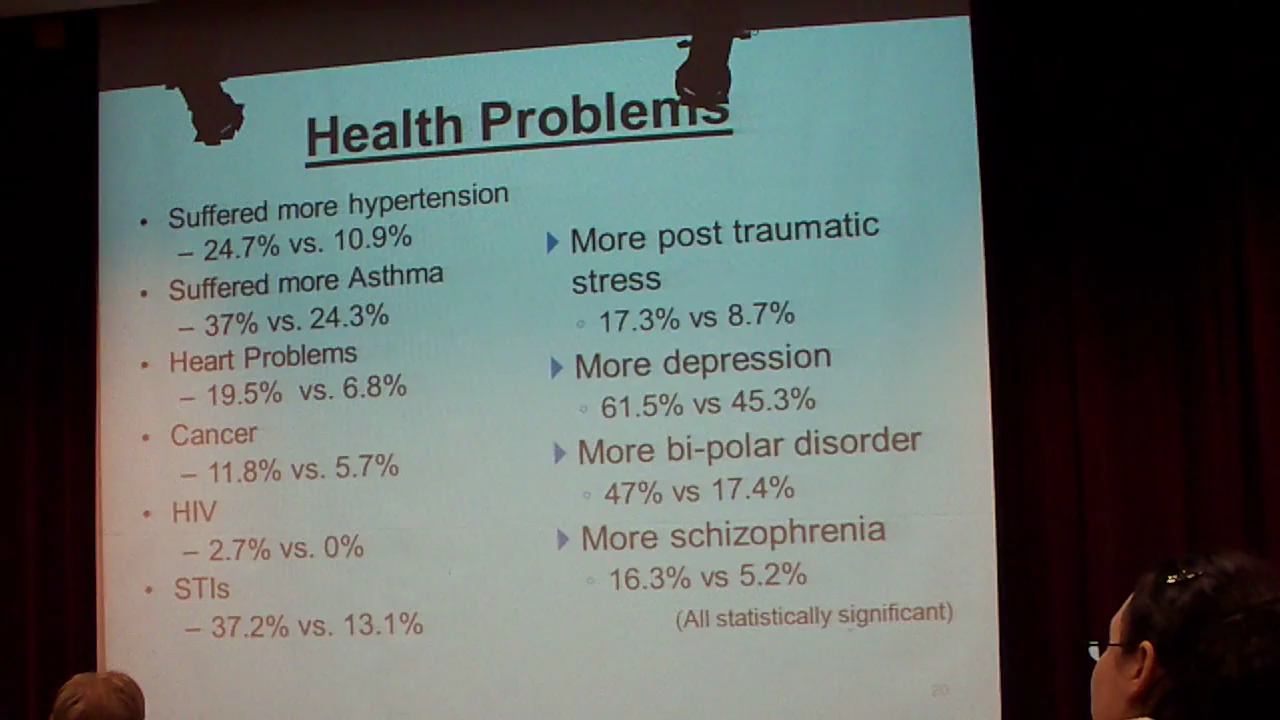 Health Problems
• Suffered more hypertension
– 24.7% vs. 10.9%
• Suffered more Asthma
– 37% vs. 24.3%
• Heart Problems
– 19.5% vs. 6.8%
• Cancer
– 11.8% vs. 5.7%
• HIV
– 2.7% vs. 0%
• STIs
– 37.2% vs. 13.1%
More post traumatic
stress
◦ 17.3% vs 8.7%
More depression
◦ 61.5% vs 45.3%
More bi-polar disorder
◦ 47% vs 17.4%
More schizophrenia
◦ 16.3% vs 5.2%
(All statistically significant)
20